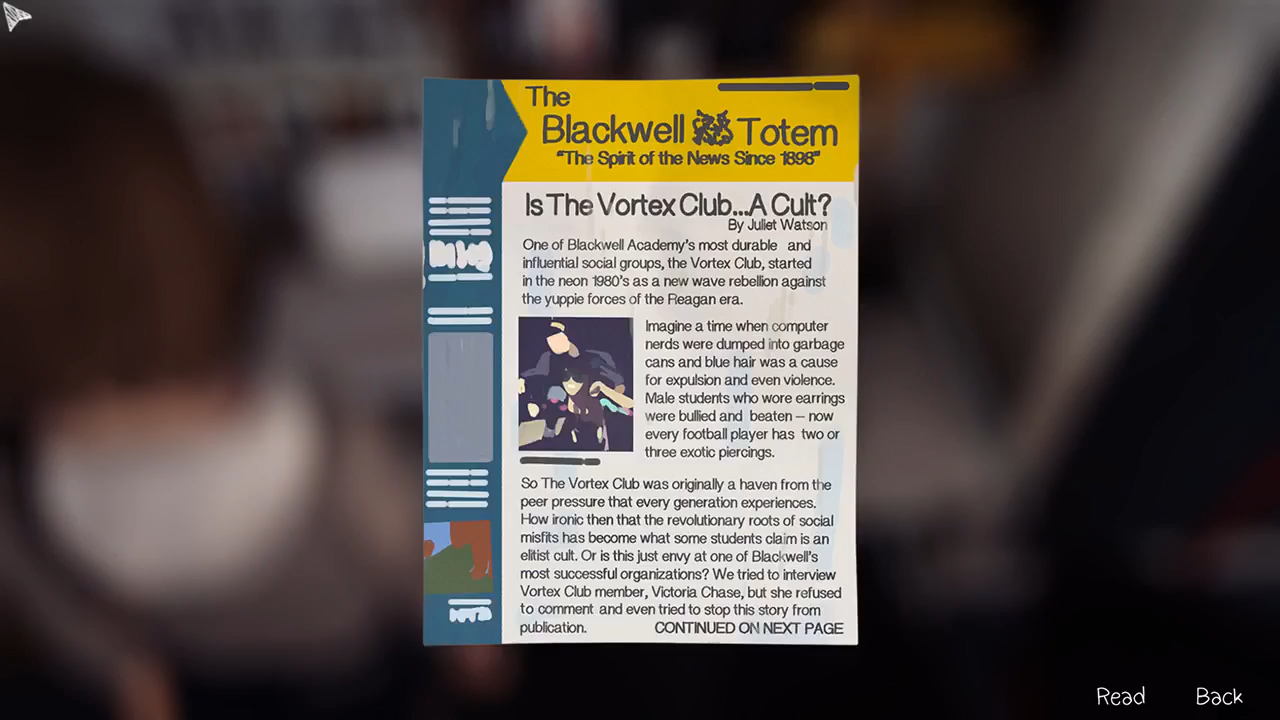 The
Blackwell Totem
"The Spirit of the News Since 1898"
Is The Vortex Club...A Cult?
By Juliet Watson
One of Blackwell Academy's most durable and
influential social groups, the Vortex Club, started
in the neon 1980's as a new wave rebellion against
the yuppie forces of the Reagan era.
Imagine a time when computer
nerds were dumped into garbage
cans and blue hair was a cause
for expulsion and even violence.
Male students who wore earrings
were bullied and beaten – now
every football player has two or
three exotic piercings.
So The Vortex Club was originally a haven from the
peer pressure that every generation experiences.
How ironic then that the revolutionary roots of social
misfits has become what some students claim is an
elitist cult. Or is this just envy at one of Blackwell's
most successful organizations? We tried to interview
Vortex Club member, Victoria Chase, but she refused
to comment and even tried to stop this story from
publication.
CONTINUED ON NEXT PAGE
Read
Back